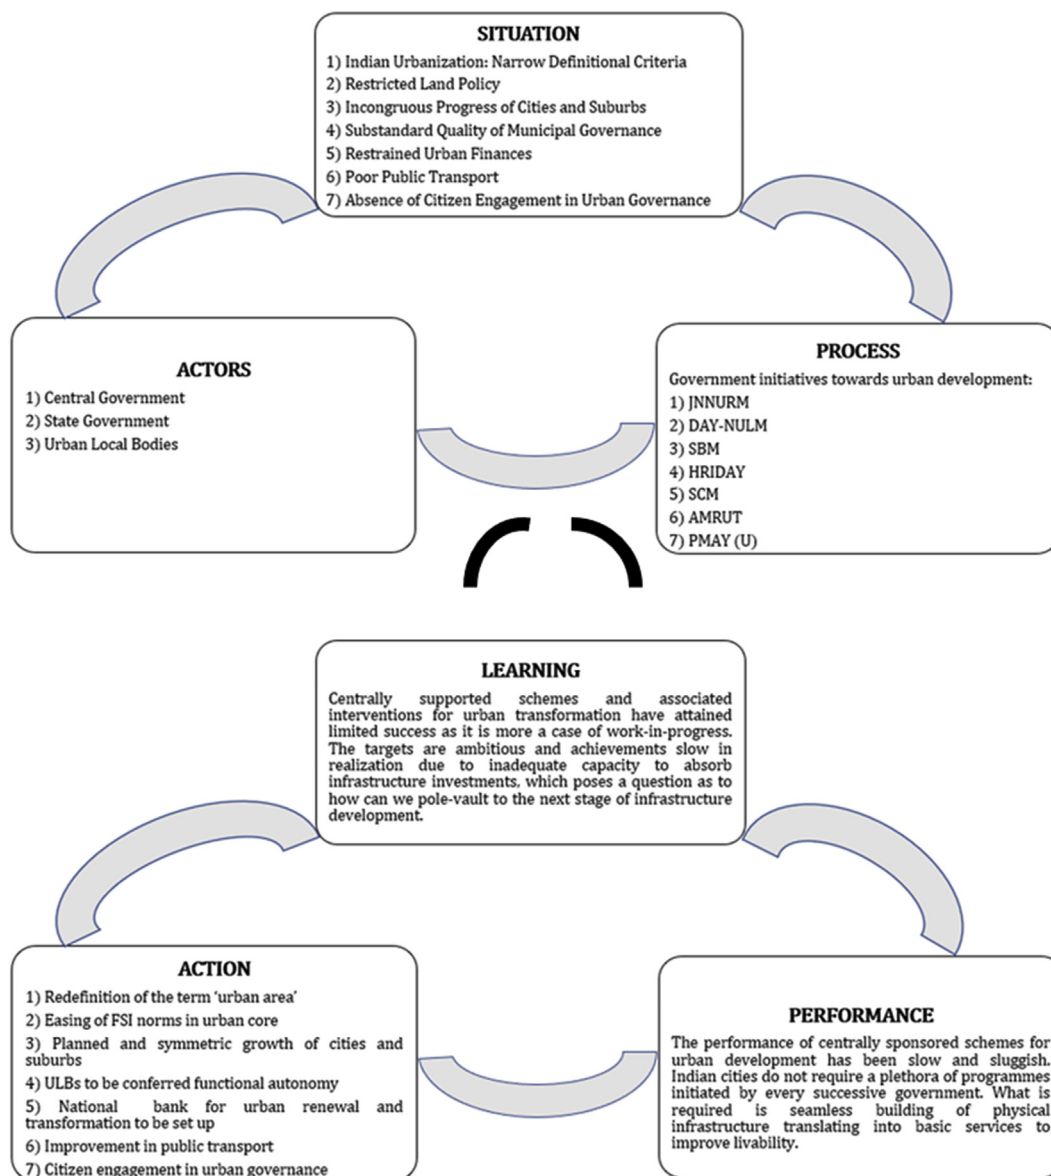 SITUATION
1) Indian Urbanization: Narrow Definitional Criteria
2) Restricted Land Policy
3) Incongruous Progress of Cities and Suburbs
4) Substandard Quality of Municipal Governance
5) Restrained Urban Finances
6) Poor Public Transport
7) Absence of Citizen Engagement in Urban Governance
ACTORS
1) Central Government
2) State Government
3) Urban Local Bodies
PROCESS
Government initiatives towards urban development:
1) JNNURM
2) DAY-NULM
3) SBM
4) HRIDAY
5) SCM
6) AMRUT
7) PMAY (U)
LEARNING
Centrally supported schemes and associated
interventions for urban transformation have attained
limited success as it is more a case of work-in-progress.
The targets are ambitious and achievements slow in
realization due to inadequate capacity to absorb
infrastructure investments, which poses a question as to
how can we pole-vault to the next stage of infrastructure
development.
ACTION
1) Redefinition of the term ‘urban area’
2) Easing of FSI norms in urban core
3) Planned and symmetric growth of cities and
suburbs
4) ULBs to be conferred functional autonomy
5) National bank for urban renewal and
transformation to be set up
6) Improvement in public transport
7) Citizen engagement in urban governance
PERFORMANCE
The performance of centrally sponsored schemes for
urban development has been slow and sluggish.
Indian cities do not require a plethora of programmes
initiated by every successive government. What is
required is seamless building of physical
infrastructure translating into basic services to
improve livability.